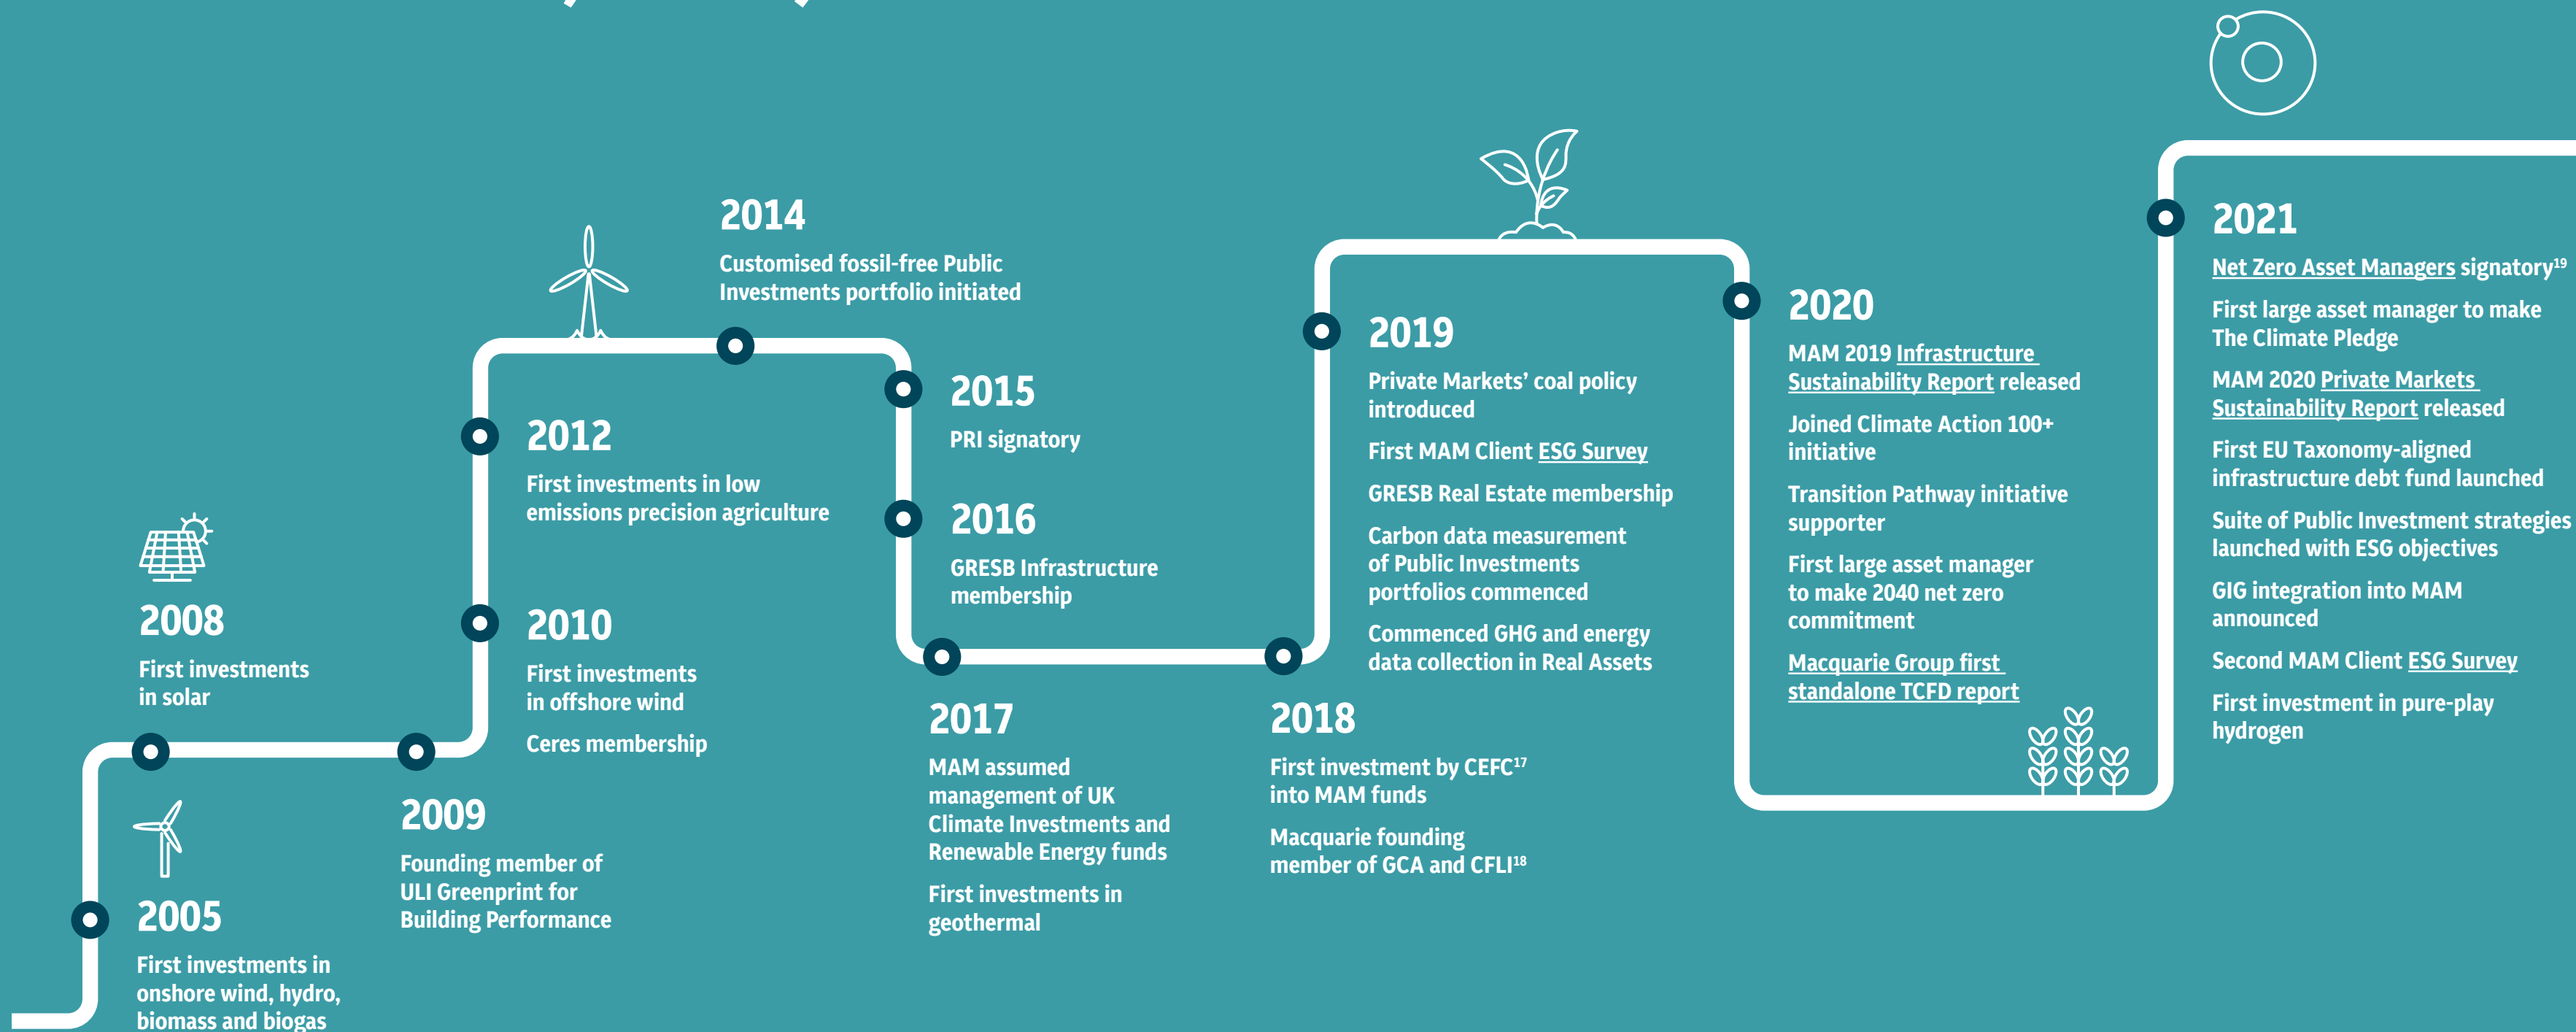 2005
First investments in
onshore wind, hydro,
biomass and biogas
2008
First investments
in solar
2009
Founding member of
ULI Greenprint for
Building Performance
2010
First investments
in offshore wind
Ceres membership
2012
First investments in low
emissions precision agriculture
2014
Customised fossil-free Public
Investments portfolio initiated
2015
PRI signatory
2016
GRESB Infrastructure
membership
2017
MAM assumed
management of UK
Climate Investments and
Renewable Energy funds
First investments in
geothermal
2018
First investment by CEFC¹⁷
into MAM funds
Macquarie founding
member of GCA and CFLI¹⁸
2019
Private Markets’ coal policy
introduced
First MAM Client ESG Survey
GRESB Real Estate membership
Carbon data measurement
of Public Investments
portfolios commenced
Commenced GHG and energy
data collection in Real Assets
2020
MAM 2019 Infrastructure
Sustainability Report released
Joined Climate Action 100+
initiative
Transition Pathway initiative
supporter
First large asset manager
to make 2040 net zero
commitment
Macquarie Group first
standalone TCFD report
2021
Net Zero Asset Managers signatory¹⁹
First large asset manager to make
The Climate Pledge
MAM 2020 Private Markets
Sustainability Report released
First EU Taxonomy-aligned
infrastructure debt fund launched
Suite of Public Investment strategies
launched with ESG objectives
GIG integration into MAM
announced
Second MAM Client ESG Survey
First investment in pure-play
hydrogen